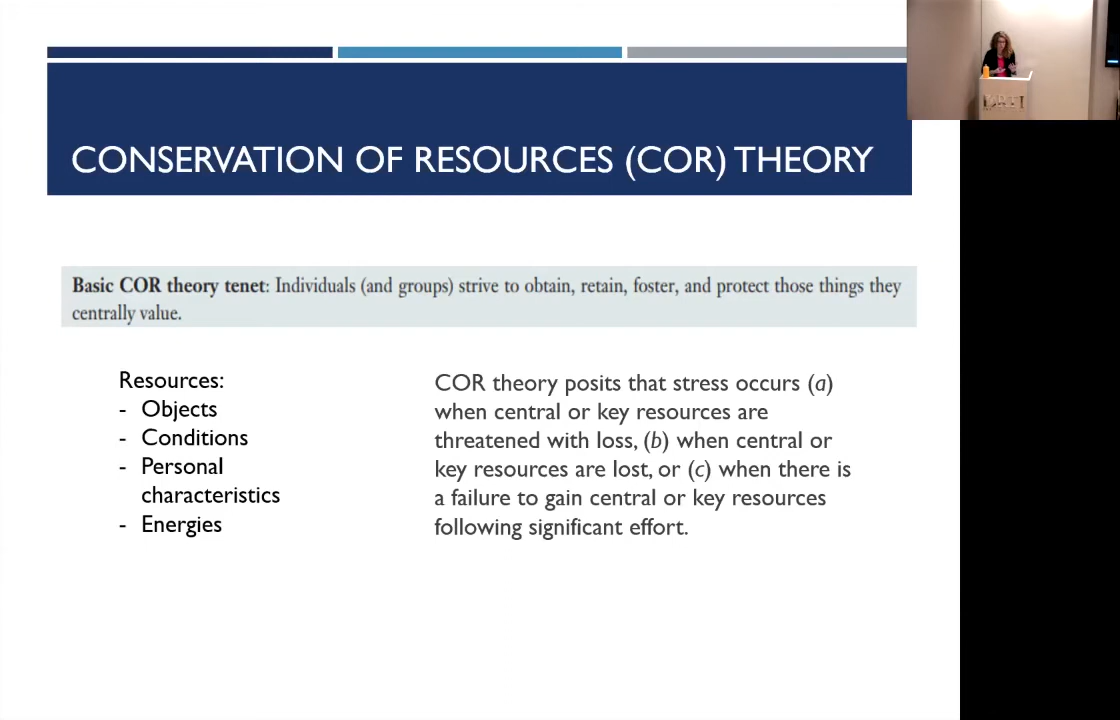 CONSERVATION OF RESOURCES (COR) THEORY
Basic COR theory tenet: Individuals (and groups) strive to obtain, retain, foster, and protect those things they
centrally value.
Resources:
- Objects
- Conditions
- Personal
characteristics
- Energies
COR theory posits that stress occurs (a)
when central or key resources are
threatened with loss, (b) when central or
key resources are lost, or (c) when there is
a failure to gain central or key resources
following significant effort.